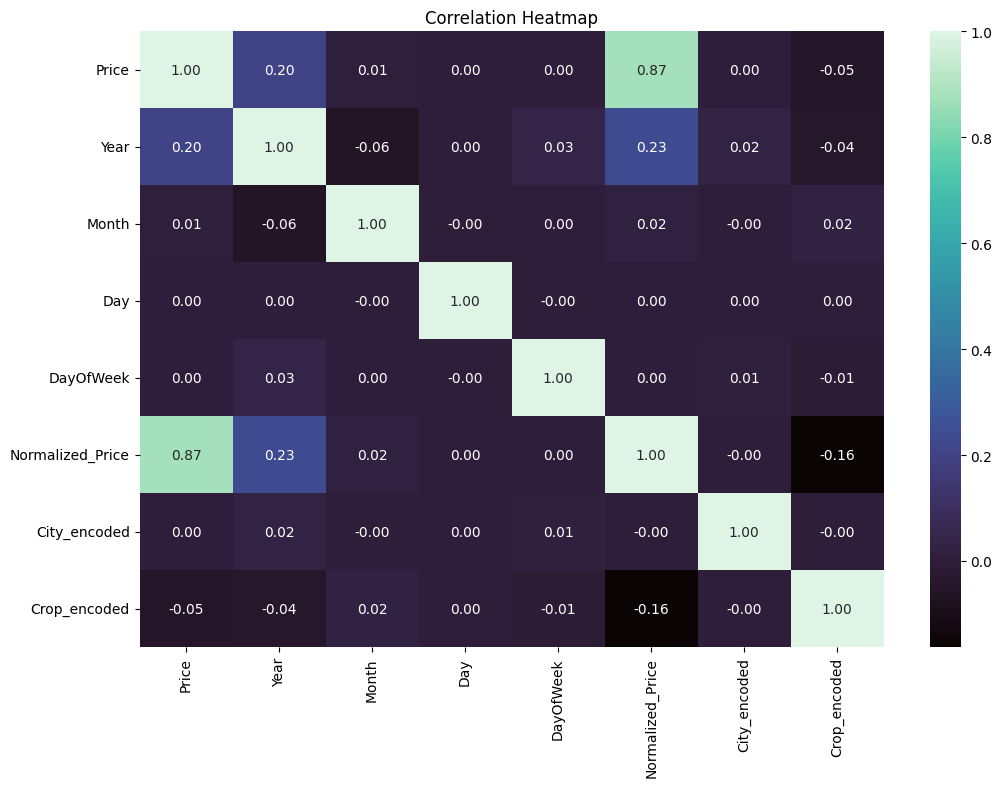 Correlation Heatmap
Price 1.00 0.20 0.01 0.00 0.00 0.87 0.00 -0.05
Year 0.20 1.00 -0.06 0.00 0.03 0.23 0.02 -0.04
Month 0.01 -0.06 1.00 -0.00 0.00 0.02 -0.00 0.02
Day 0.00 0.00 -0.00 1.00 -0.00 0.00 0.00 0.00
DayOfWeek 0.00 0.03 0.00 -0.00 1.00 0.00 0.01 -0.01
Normalized_Price 0.87 0.23 0.02 0.00 0.00 1.00 -0.00 -0.16
City_encoded 0.00 0.02 -0.00 0.00 0.01 -0.00 1.00 -0.00
Crop_encoded -0.05 -0.04 0.02 0.00 -0.01 -0.16 -0.00 1.00
Price
Year
Month
Day
DayOfWeek
Normalized_Price
City_encoded
Crop_encoded
1.0
0.8
0.6
0.4
0.2
0.0